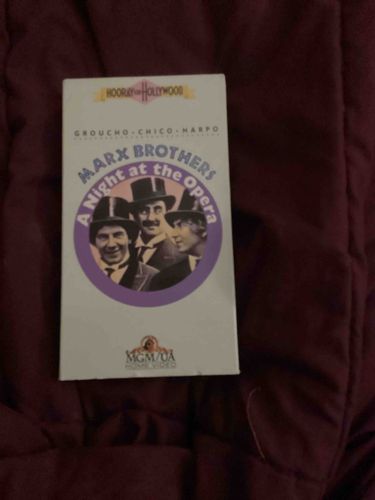 HOORAY FOR HOLLYWOOD
GROUCHO • CHICO • HARPO
MARX BROTHERS
A Night at the Opera
MGM/UA
HOME VIDEO